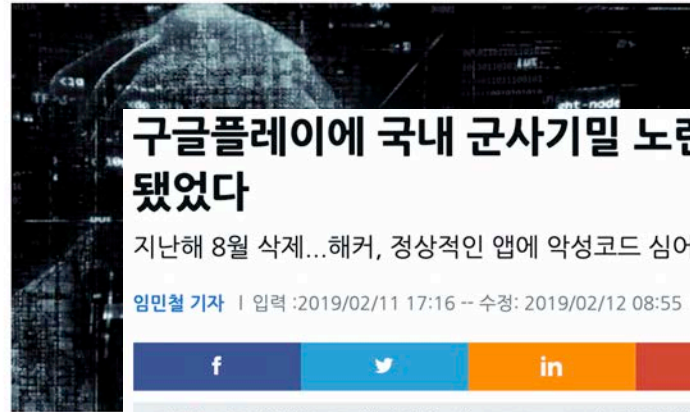 구글플레이에 국내 군사기밀 노린
됐었다
지난해 8월 삭제...해커, 정상적인 앱에 악성코드 심어
임민철 기자 | 입력 :2019/02/11 17:16 -- 수정: 2019/02/12 08:55
f
in